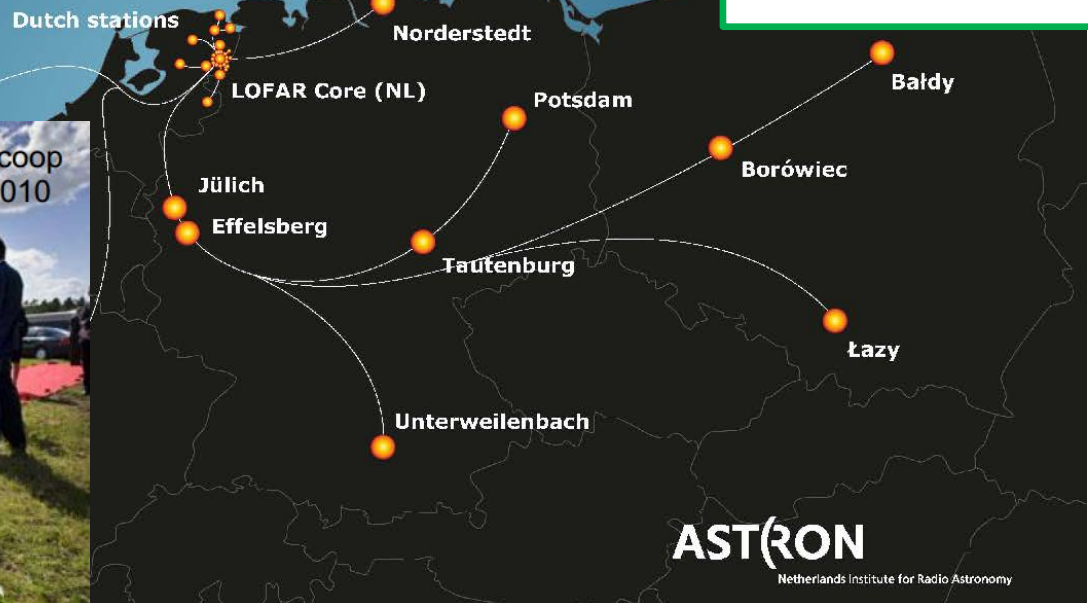 Dutch stations
Norderstedt
LOFAR Core (NL)
Potsdam
Bałdy
coop
010
Borówiec
Jülich
Effelsberg
Tautenburg
Łazy
Unterweilenbach
ASTRON
Netherlands Institute for Radio Astronomy